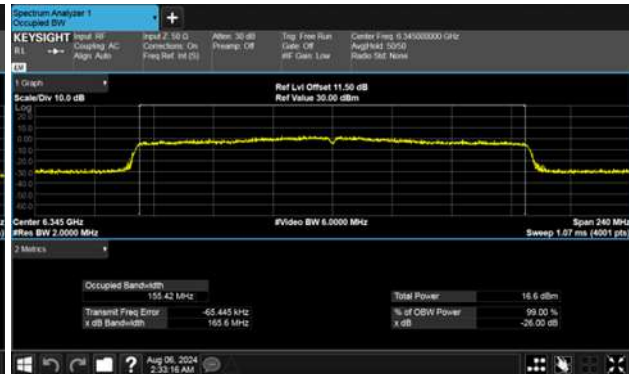 Spectrum Analyzer 1
Occupied BW
+
KEYSIGHT Input: RF Input Z: 50 Ω Atten: 30 dB Trig: Free Run Center Freq: 6.345000000 GHz
RL Coupling: AC Corrections: On Preamp: Off Gate: Off Avg|Hold: 50/50
Align: Auto Freq Ref: Int (S) #IF Gain: Low Radio Std: None
LM
1 Graph
Ref Lvl Offset 11.50 dB
Scale/Div 10.0 dB Ref Value 30.00 dBm
Log
20.0
10.0
0.00
-10.0
-20.0
-30.0
-40.0
-50.0
-60.0
Center 6.345 GHz #Video BW 6.0000 MHz Span 240 MHz
#Res BW 2.0000 MHz Sweep 1.07 ms (4001 pts)
2 Metrics
Occupied Bandwidth
155.42 MHz
Total Power 16.6 dBm
Transmit Freq Error -65.445 kHz % of OBW Power 99.00 %
x dB Bandwidth 165.6 MHz x dB -26.00 dB
?
Aug 06, 2024
2:33:16 AM